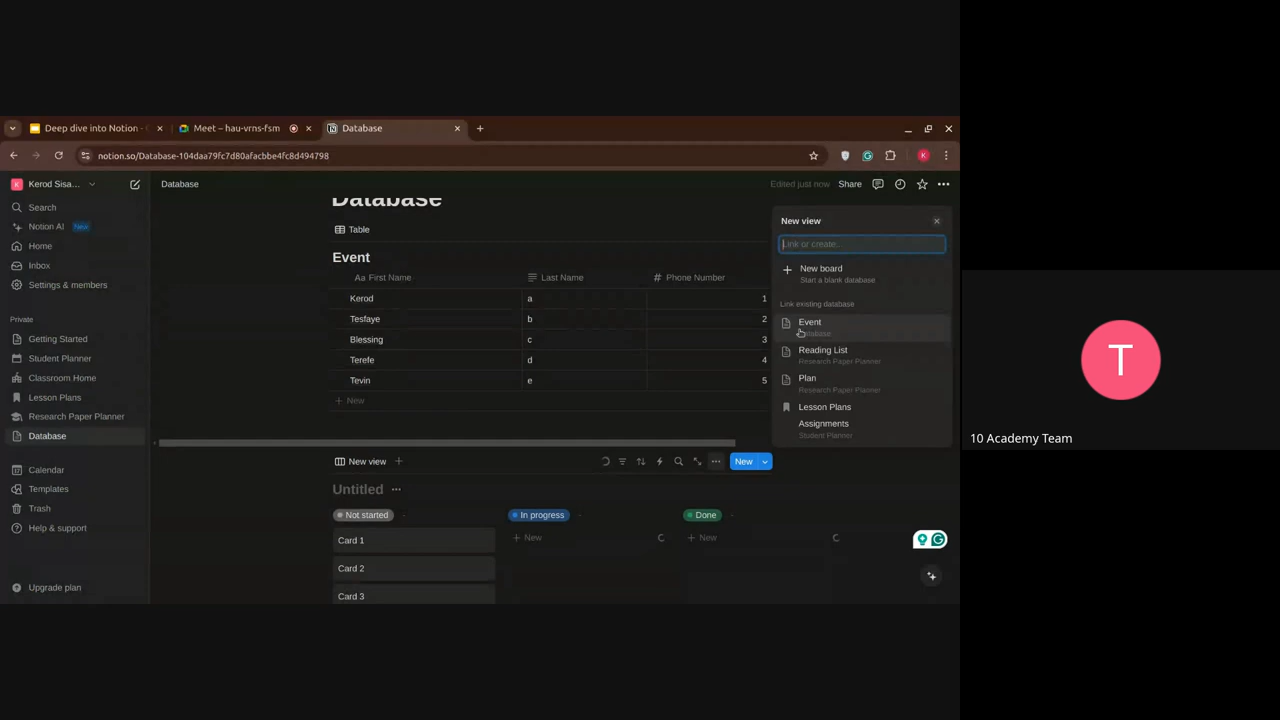 Deep dive into Notion -
Meet – hau-vrns-fsm
Database
notion.so/Database-104daa79fc7d80afacbbe4fc8d494798
K
K Kerod Sisa...
Search
Notion AI New
Home
Inbox
Settings & members
Private
Getting Started
Student Planner
Classroom Home
Lesson Plans
Research Paper Planner
Database
Calendar
Templates
Trash
Help & support
Upgrade plan
Database
Edited just now
Share
Database
Table
Event
Aa First Name Last Name # Phone Number
Kerod a 1
Tesfaye b 2
Blessing c 3
Terefe d 4
Tevin e 5
+ New
New view
New
Untitled
Not started In progress Done
Card 1 + New + New
Card 2
Card 3
New view
Link or create...
New board
Start a blank database
Link existing database
Event
Reading List
Research Paper Planner
Plan
Research Paper Planner
Lesson Plans
Assignments
Student Planner
T
10 Academy Team